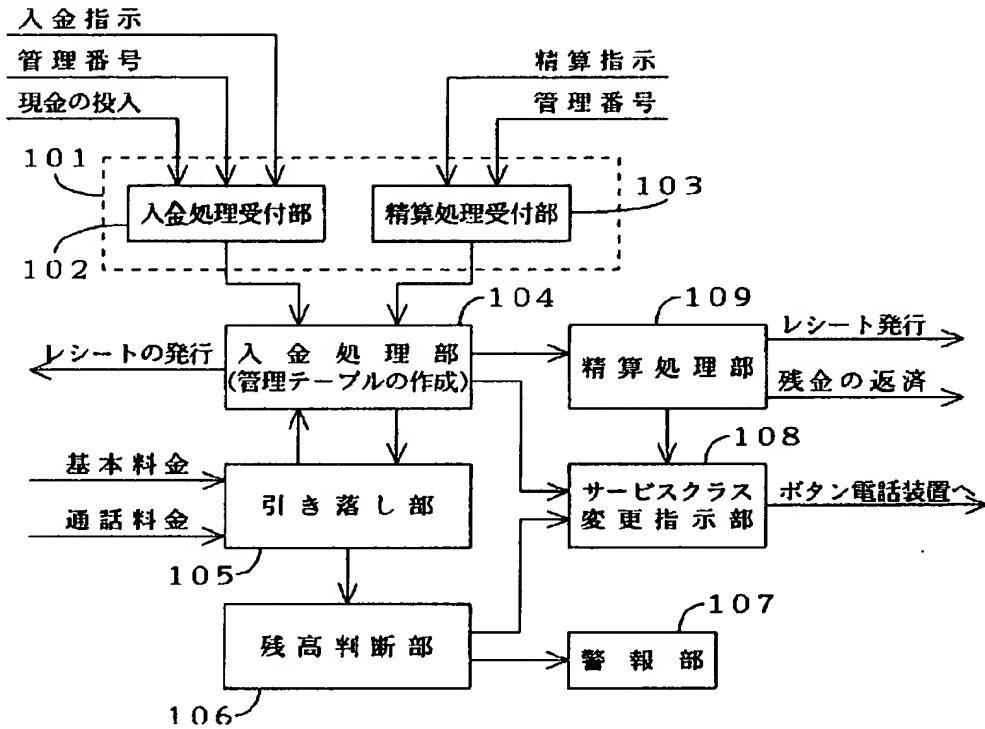 入金指示
管理番号
現金の投入
精算指示
管理番号
101
102
入金処理受付部
精算処理受付部
103
104
入金処理部
(管理テーブルの作成)
レシートの発行
109
精算処理部
レシート発行
残金の返済
基本料金
通話料金
引き落し部
105
108
サービスクラス
変更指示部
ボタン電話装置へ
残高判断部
106
107
警報部